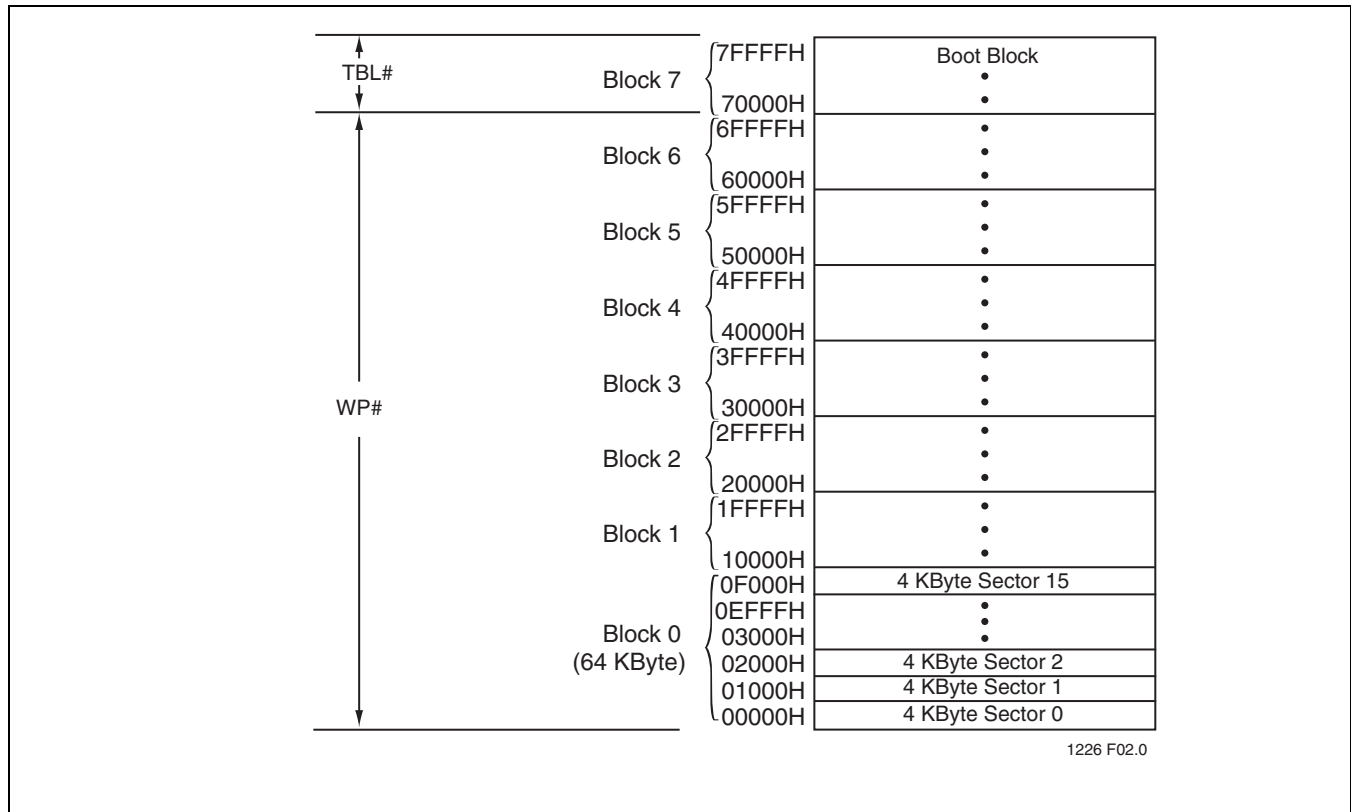 TBL#
WP#
Block 7
7FFFFH
Boot Block
70000H
Block 6
6FFFFH
60000H
Block 5
5FFFFH
50000H
Block 4
4FFFFH
40000H
Block 3
3FFFFH
30000H
Block 2
2FFFFH
20000H
Block 1
1FFFFH
10000H
Block 0
(64 KByte)
0F000H
4 KByte Sector 15
0EFFFH
03000H
02000H
4 KByte Sector 2
01000H
4 KByte Sector 1
00000H
4 KByte Sector 0
1226 F02.0